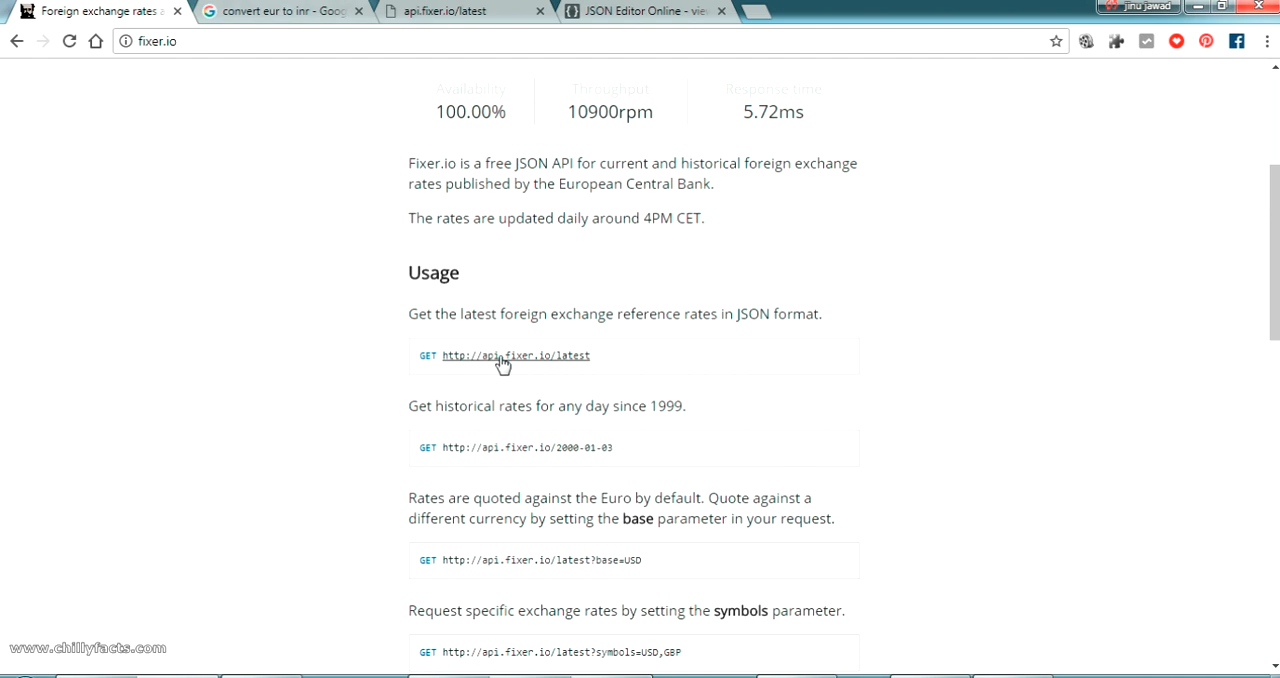 Foreign exchange rates a
convert eur to inr - Goog
api.fixer.io/latest
JSON Editor Online - view
jinu jawad
fixer.io
Availability
Throughput
Response time
100.00%
10900rpm
5.72ms
Fixer.io is a free JSON API for current and historical foreign exchange
rates published by the European Central Bank.
The rates are updated daily around 4PM CET.
Usage
Get the latest foreign exchange reference rates in JSON format.
GET http://api.fixer.io/latest
Get historical rates for any day since 1999.
GET http://api.fixer.io/2000-01-03
Rates are quoted against the Euro by default. Quote against a
different currency by setting the base parameter in your request.
GET http://api.fixer.io/latest?base=USD
Request specific exchange rates by setting the symbols parameter.
GET http://api.fixer.io/latest?symbols=USD,GBP
www.chillyfacts.com